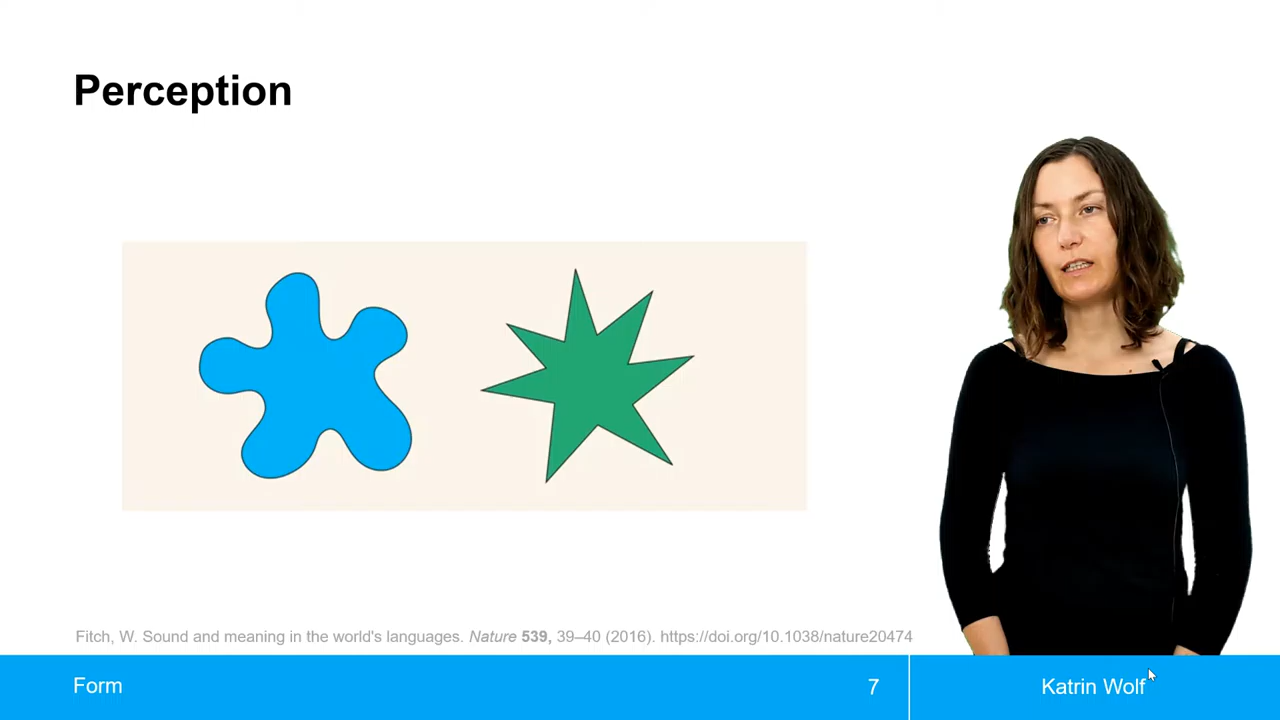 Perception
Fitch, W. Sound and meaning in the world's languages. Nature 539, 39–40 (2016). https://doi.org/10.1038/nature20474
Form
7
Katrin Wolf